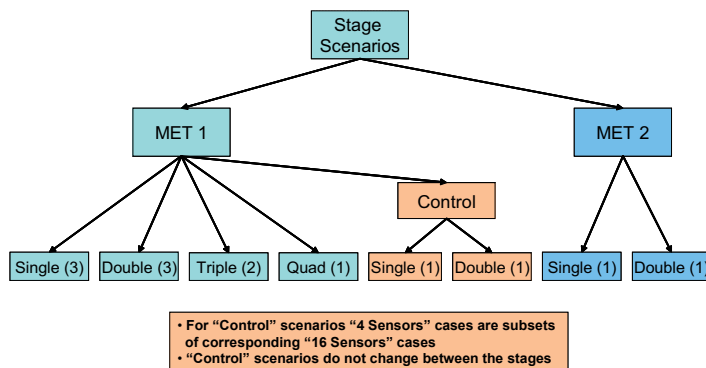 Stage
Scenarios
MET 1
MET 2
Control
Single (3)
Double (3)
Triple (2)
Quad (1)
Single (1)
Double (1)
Single (1)
Double (1)
• For “Control” scenarios “4 Sensors” cases are subsets
of corresponding “16 Sensors” cases
• “Control” scenarios do not change between the stages